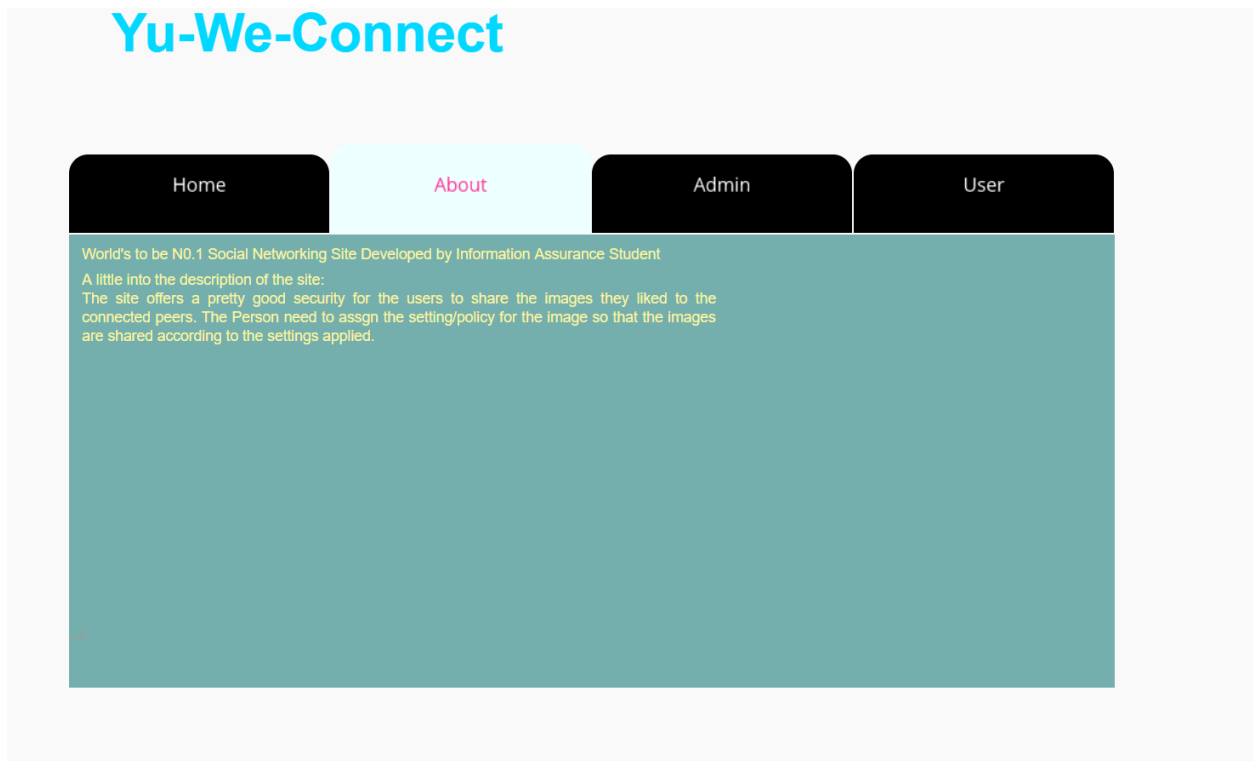 Yu-We-Connect
Home
About
Admin
User
World's to be N0.1 Social Networking Site Developed by Information Assurance Student
A little into the description of the site:
The site offers a pretty good security for the users to share the images they liked to the
connected peers. The Person need to assgn the setting/policy for the image so that the images
are shared according to the settings applied.